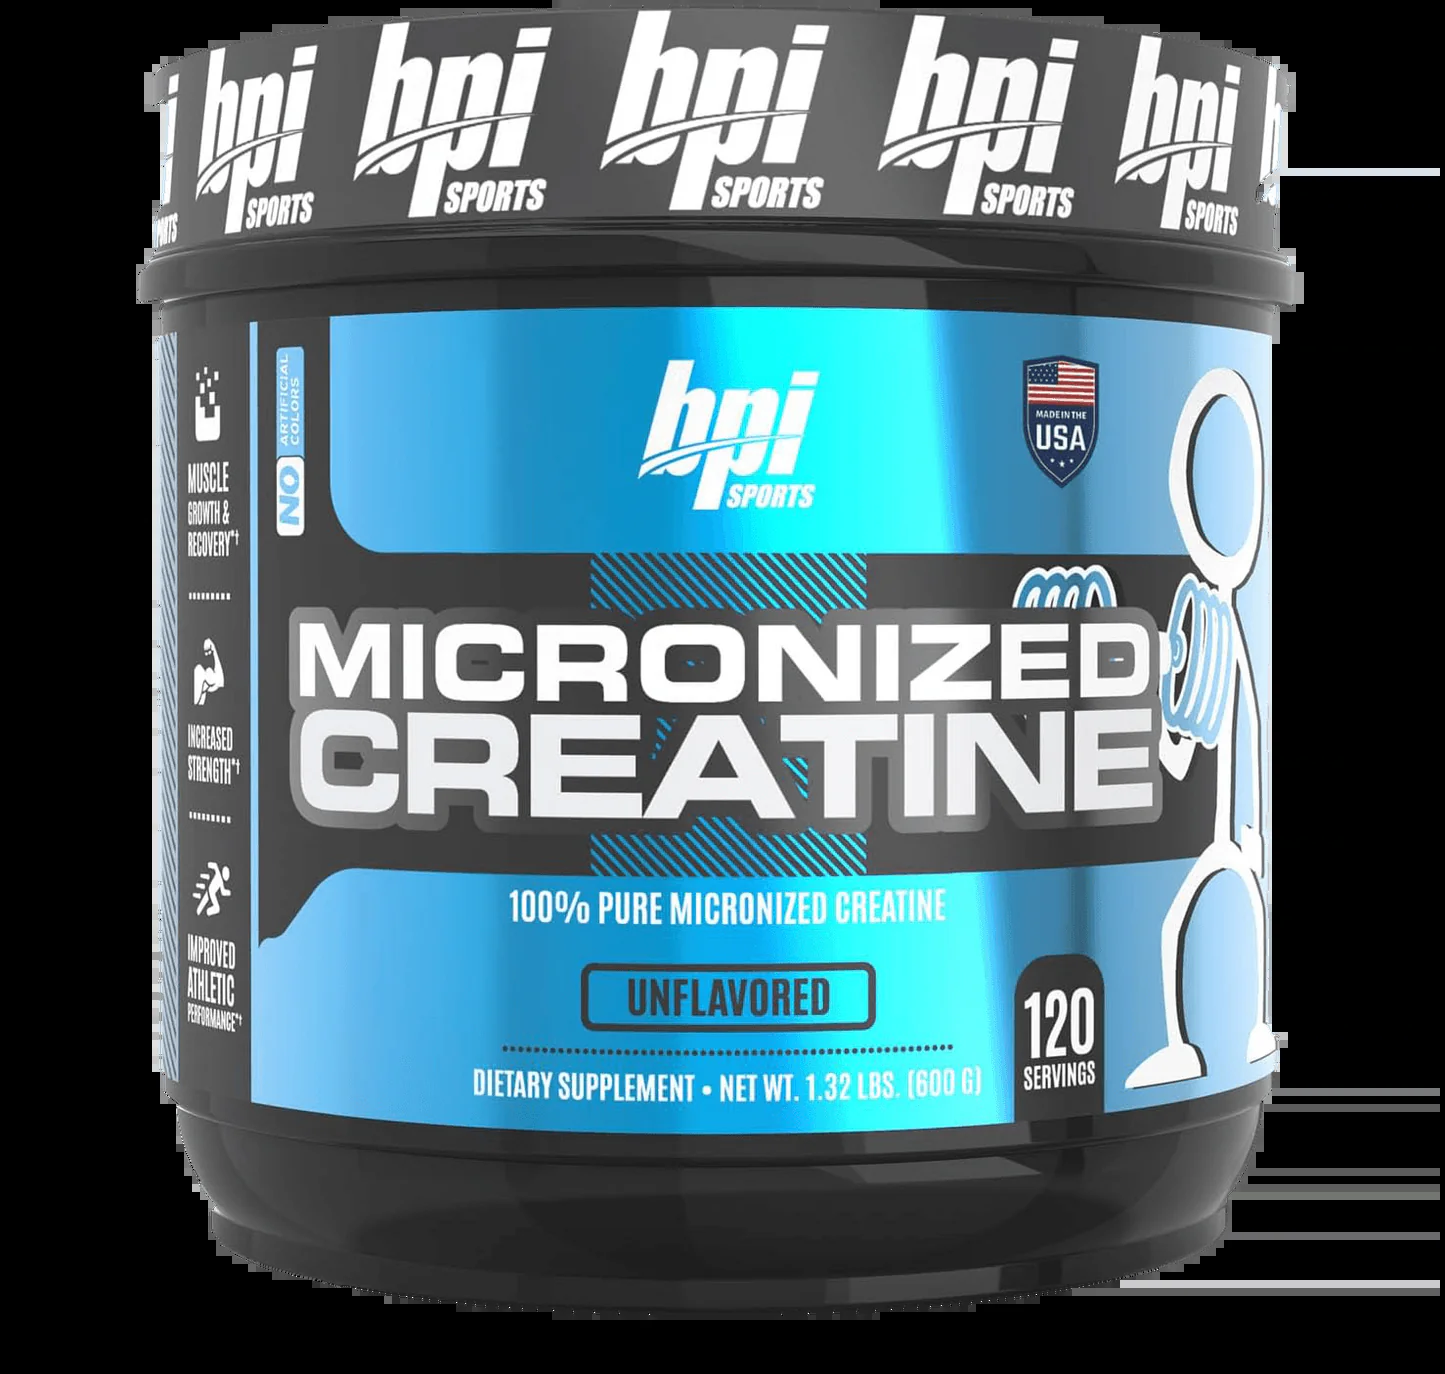 bpi SPORTS
bpi SPORTS
bpi SPORTS
bpi SPORTS
bpi SPORTS
bpi SPORTS
MADE IN THE
USA
NO ARTIFICIAL COLORS
MUSCLE
GROWTH &
RECOVERY*†
INCREASED
STRENGTH*†
IMPROVED
ATHLETIC
PERFORMANCE*†
MICRONIZED
CREATINE
100% PURE MICRONIZED CREATINE
UNFLAVORED
120
SERVINGS
DIETARY SUPPLEMENT • NET WT. 1.32 LBS. (600 G)